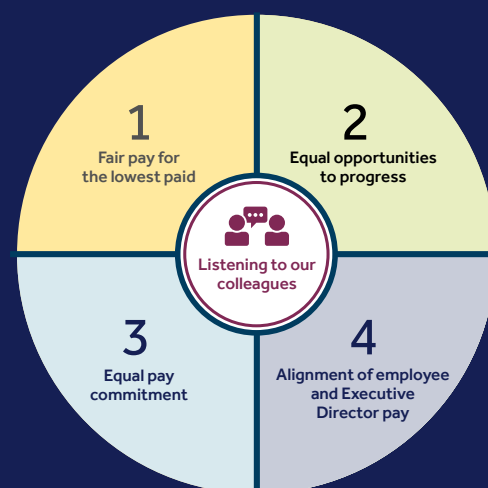 1
Fair pay for
the lowest paid
2
Equal opportunities
to progress
Listening to our
colleagues
3
Equal pay
commitment
4
Alignment of employee
and Executive
Director pay